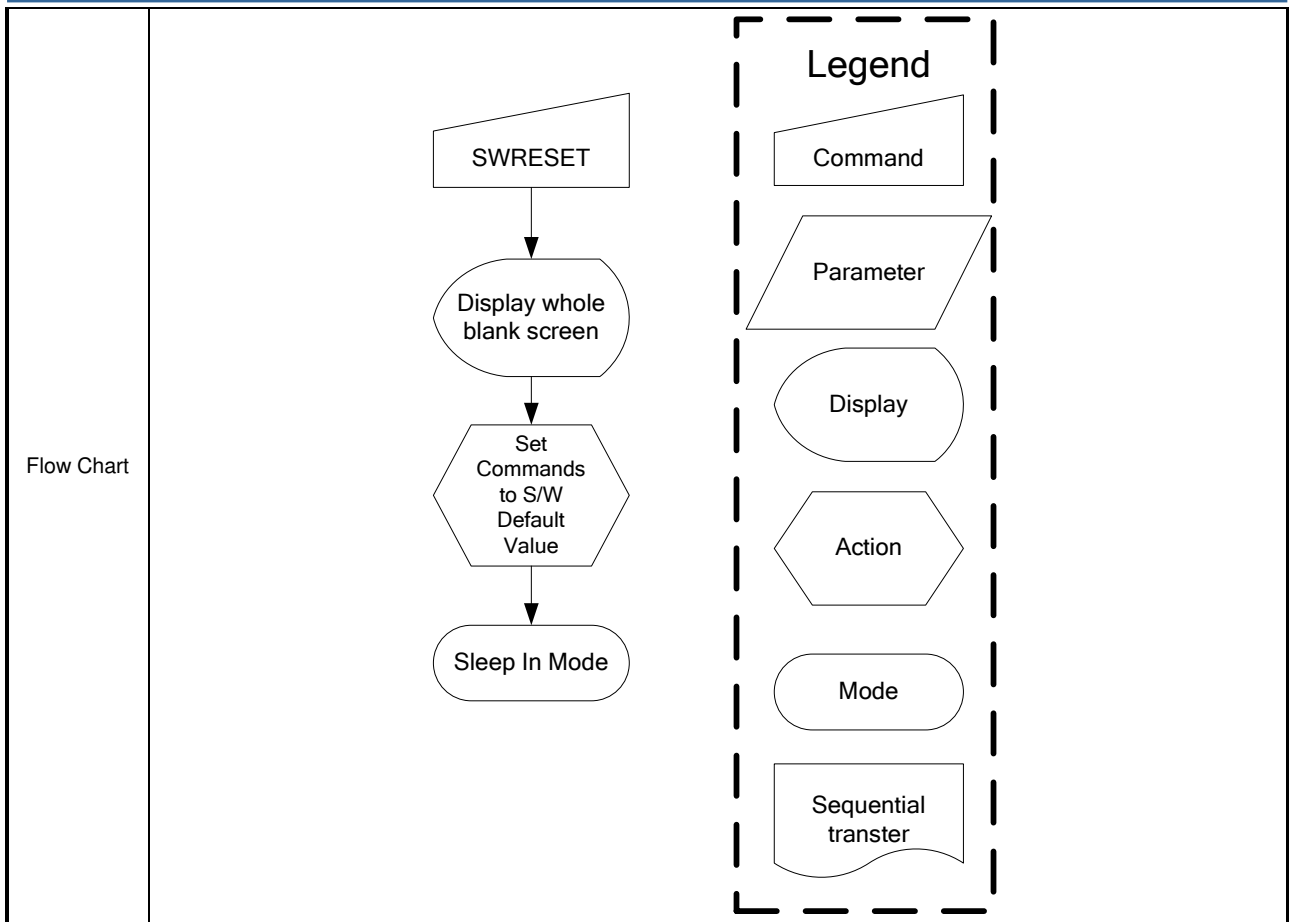 Flow Chart
SWRESET
Display whole
blank screen
Set
Commands
to S/W
Default
Value
Sleep In Mode
Legend
Command
Parameter
Display
Action
Mode
Sequential
transter